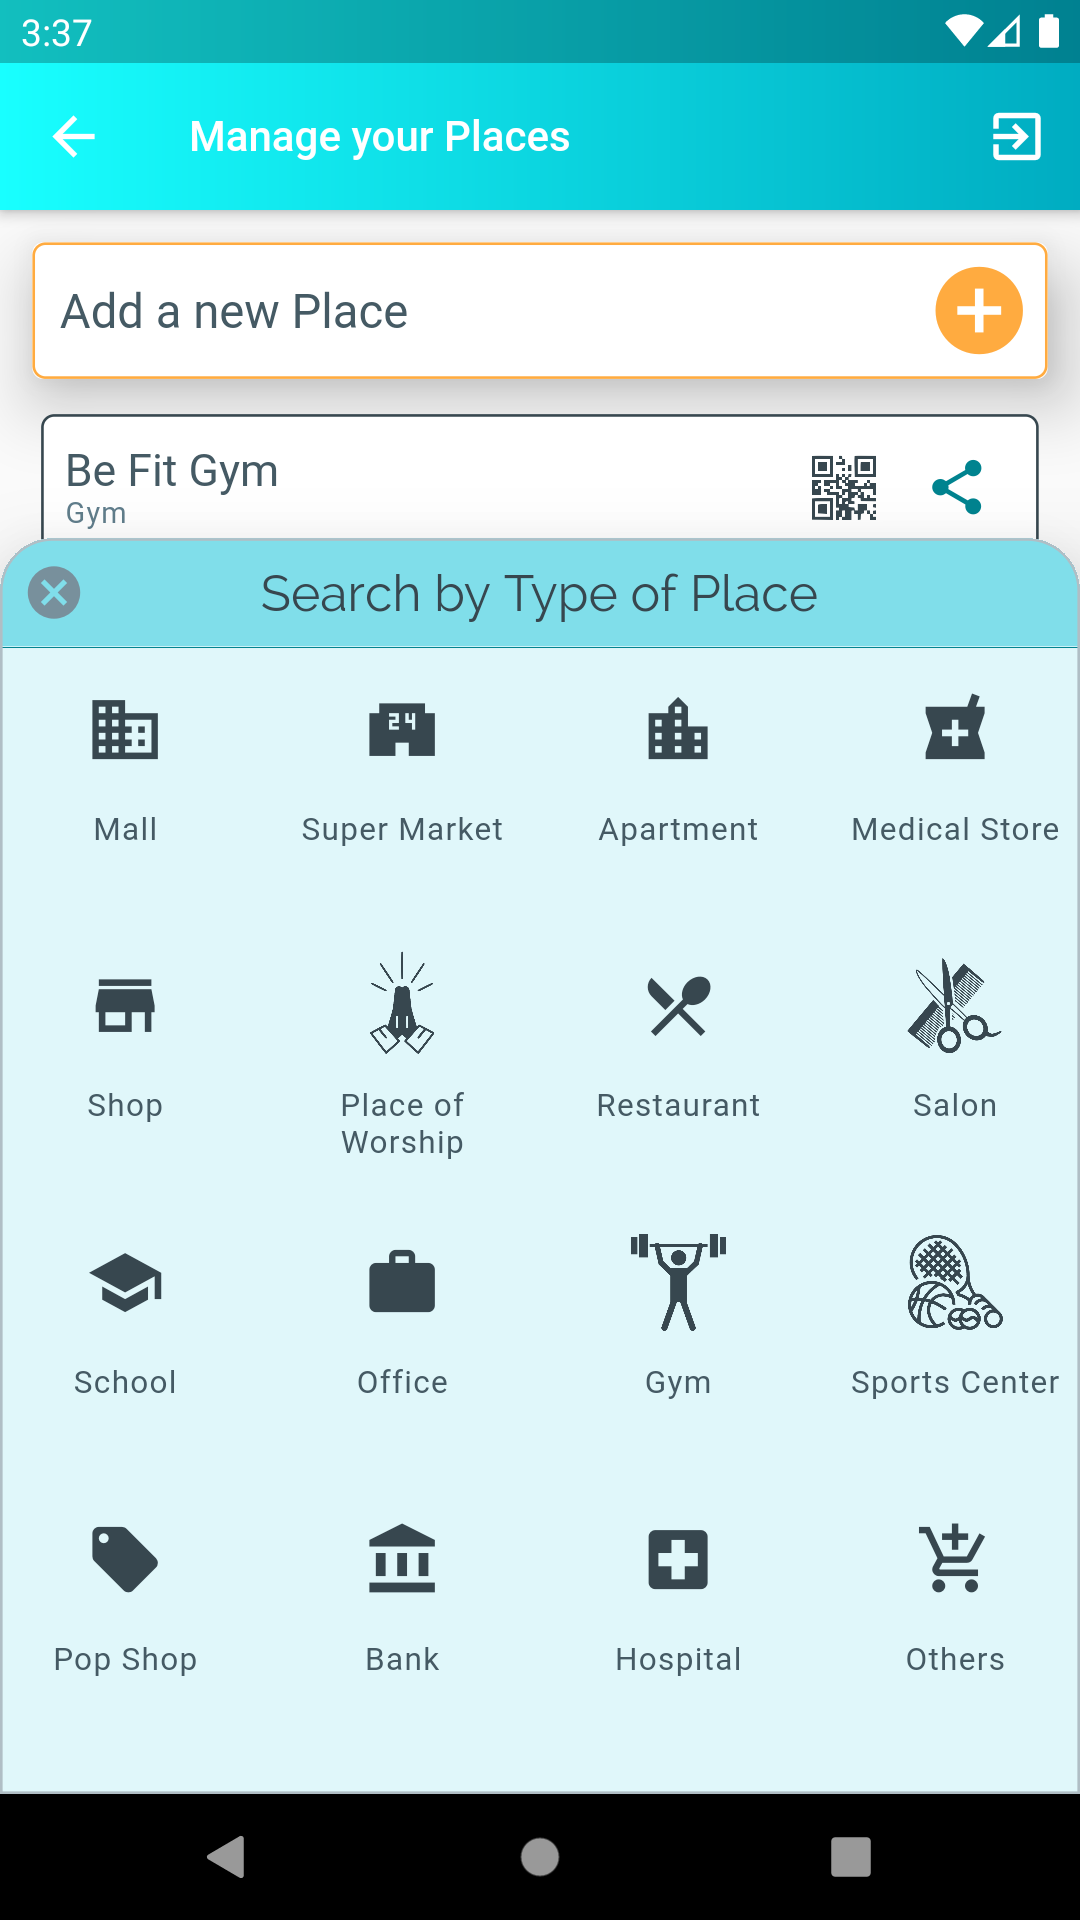 3:37
Manage your Places
Add a new Place
Be Fit Gym
Gym
Search by Type of Place
24
Mall
Super Market
Apartment
Medical Store
Shop
Place of
Worship
Restaurant
Salon
School
Office
Gym
Sports Center
Pop Shop
Bank
Hospital
Others